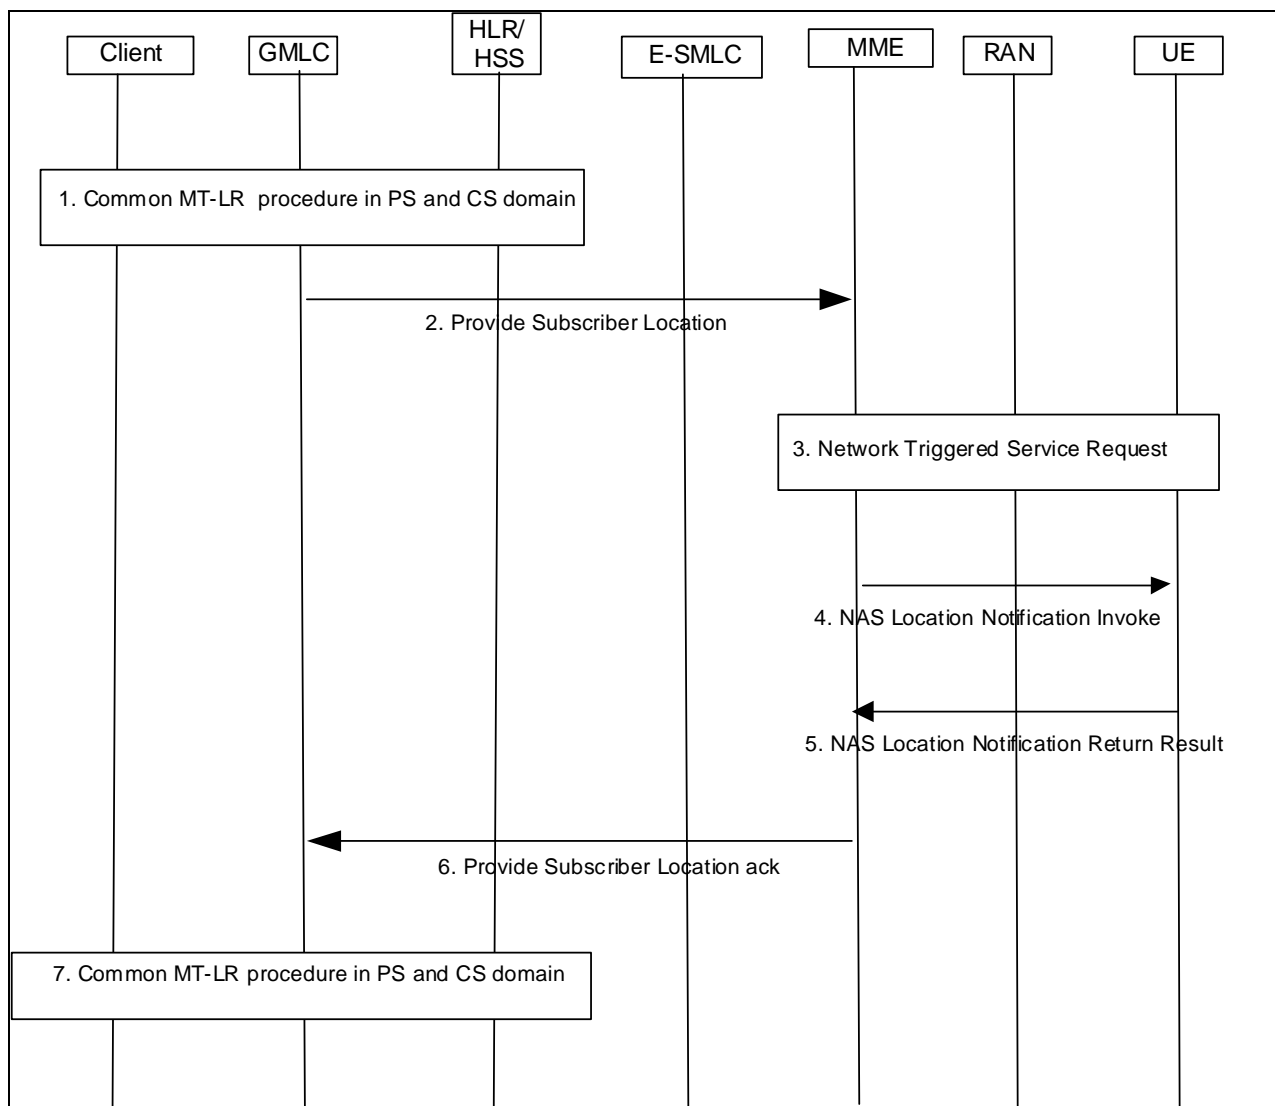 Client
GMLC
HLR/
HSS
E-SMLC
MME
RAN
UE
1. Common MT-LR procedure in PS and CS domain
2. Provide Subscriber Location
3. Network Triggered Service Request
4. NAS Location Notification Invoke
5. NAS Location Notification Return Result
6. Provide Subscriber Location ack
7. Common MT-LR procedure in PS and CS domain